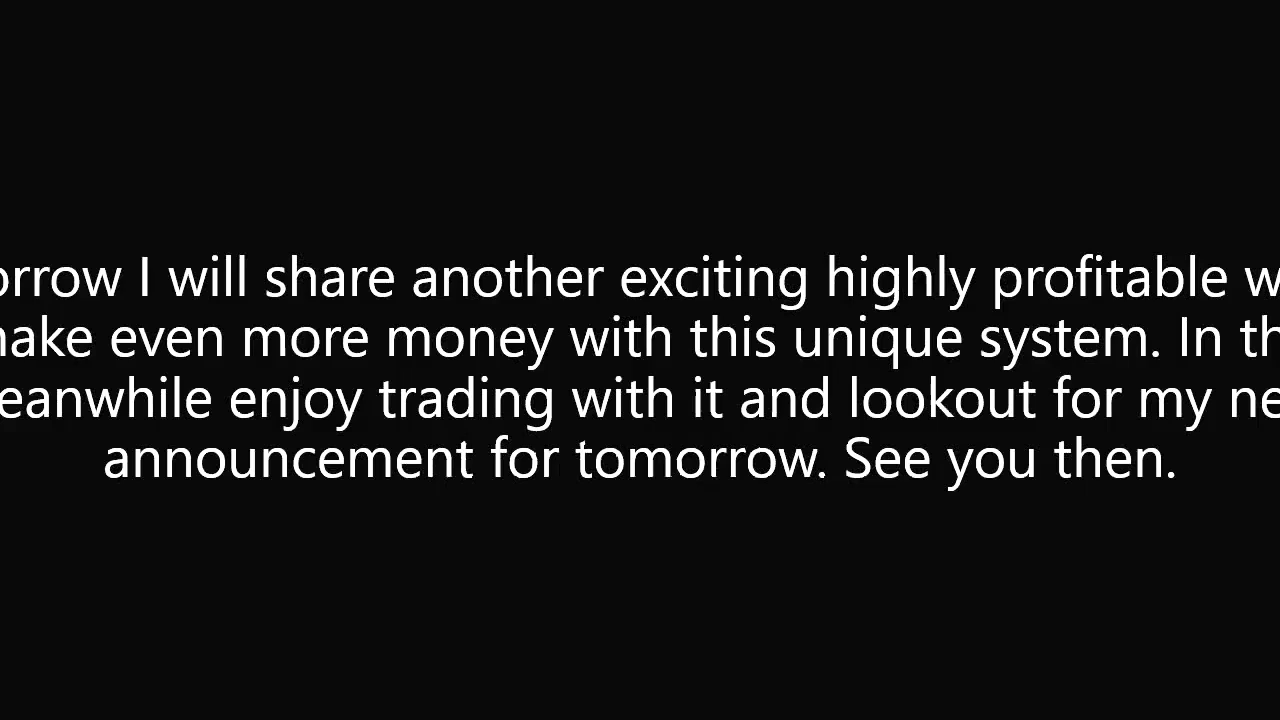 orrow I will share another exciting highly profitable w
ake even more money with this unique system. In th
eanwhile enjoy trading with it and lookout for my ne
announcement for tomorrow. See you then.